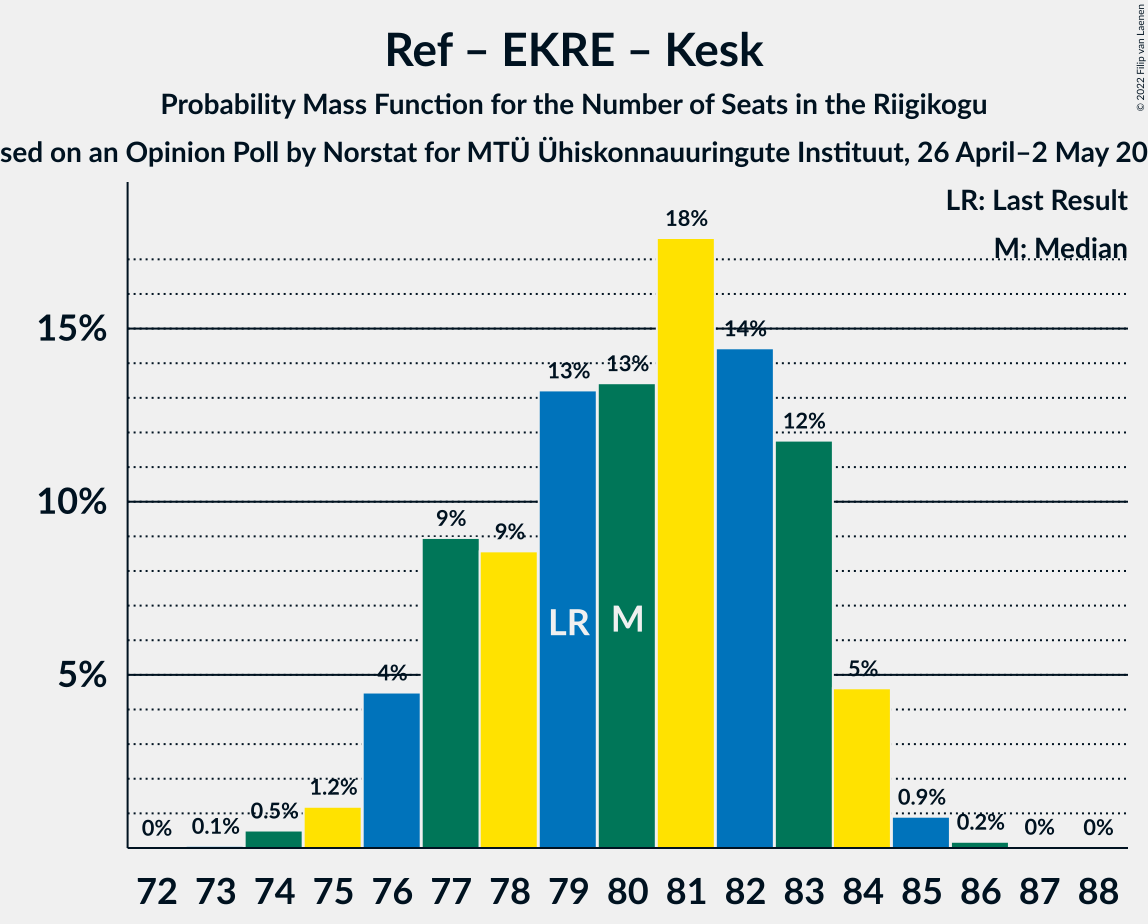 Ref – EKRE – Kesk
Probability Mass Function for the Number of Seats in the Riigikogu
sed on an Opinion Poll by Norstat for MTÜ Ühiskonnauuringute Instituut, 26 April–2 May 20
© 2022 Filip van Laenen
LR: Last Result
M: Median
18%
15%
14%
13% 13%
12%
10%
9%
9%
LR M
5%
4%
5%
1.2%
0.9%
0.5%
0.2%
0% 0.1% 0% 0%
72 73 74 75 76 77 78 79 80 81 82 83 84 85 86 87 88